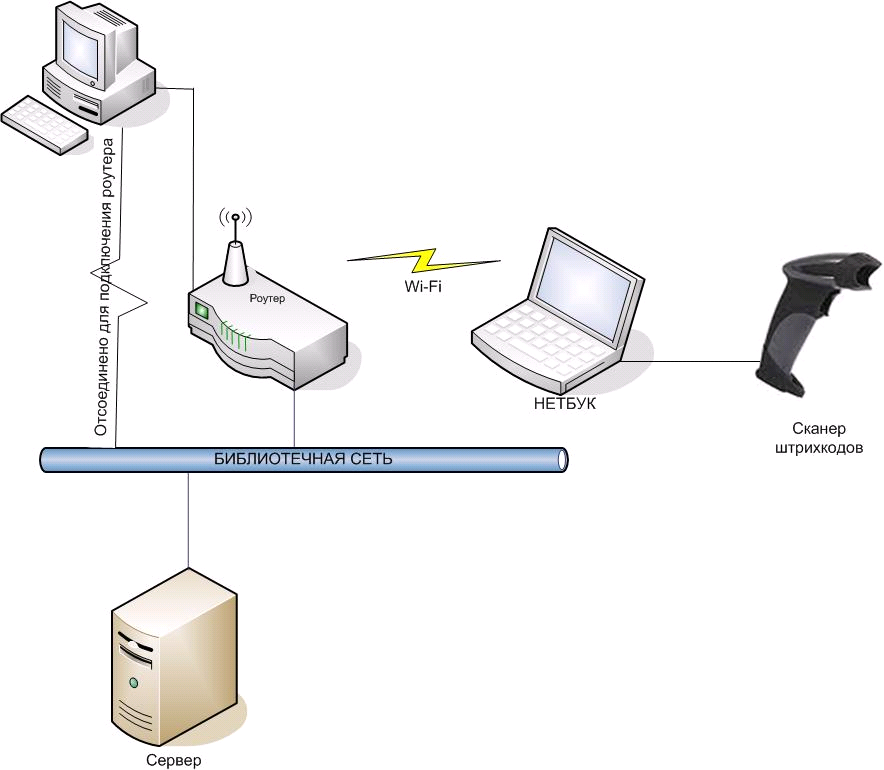 Отсоединено для подключения роутера
Роутер
Wi-Fi
НЕТБУК
Сканер
штрихкодов
БИБЛИОТЕЧНАЯ СЕТЬ
Сервер